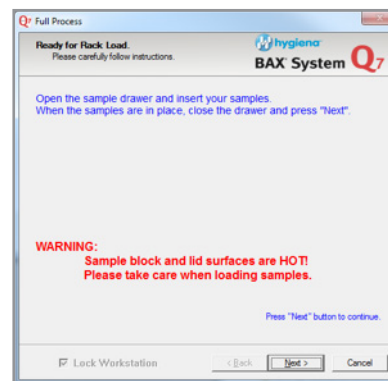 Q7 Full Process
Ready for Rack Load.
Please carefully follow instructions.
hygiena
BAX System Q7
Open the sample drawer and insert your samples.
When the samples are in place, close the drawer and press "Next".
WARNING:
Sample block and lid surfaces are HOT!
Please take care when loading samples.
Press "Next" button to continue.
Lock Workstation
< Back
Next >
Cancel